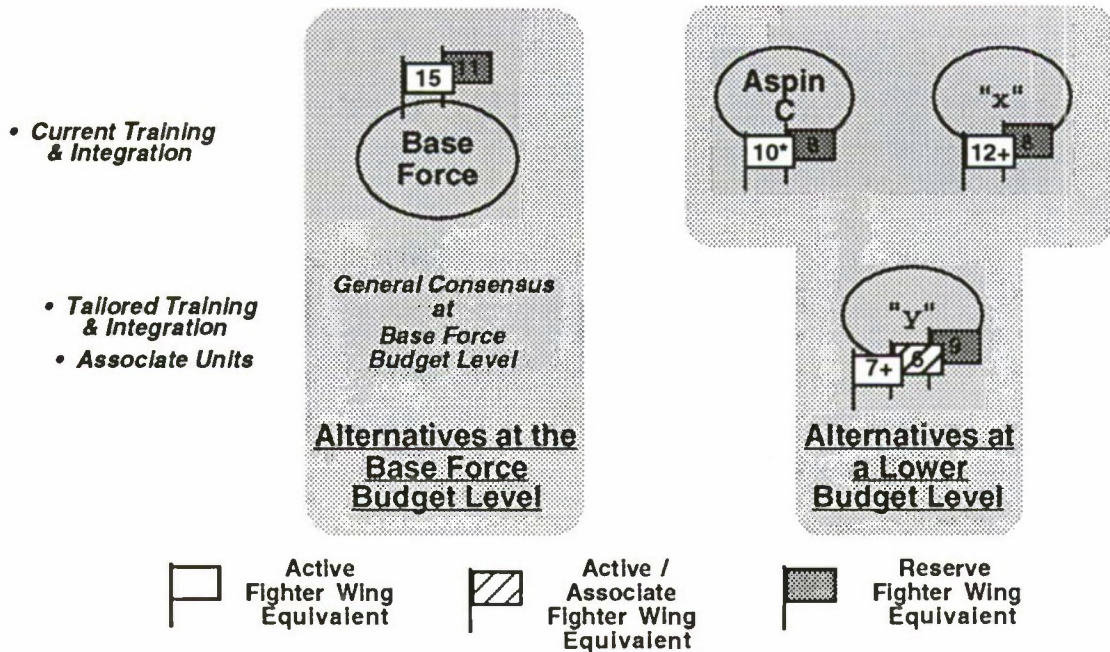 15
11
Base
Force
Aspin
C
10*
8
"x"
12+
8
• Current Training
& Integration
• Tailored Training
& Integration
• Associate Units
General Consensus
at
Base Force
Budget Level
"y"
7+
9
Alternatives at the
Base Force
Budget Level
Alternatives at
a Lower
Budget Level
Active
Fighter Wing
Equivalent
Active /
Associate
Fighter Wing
Equivalent
Reserve
Fighter Wing
Equivalent